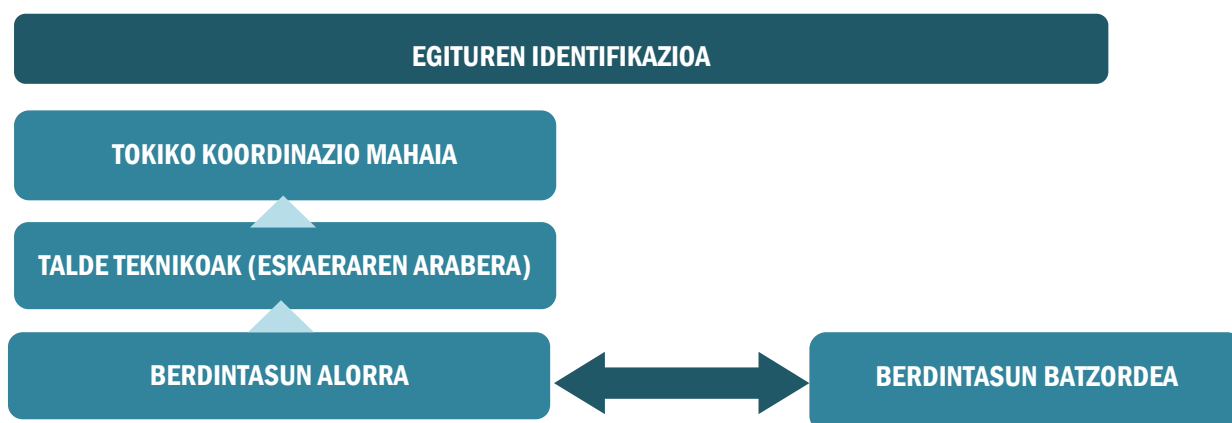 EGITUREN IDENTIFIKAZIOA
TOKIKO KOORDINAZIO MAHAIA
TALDE TEKNIKOAK (ESKAERAREN ARABERA)
BERDINTASUN ALORRA
BERDINTASUN BATZORDEA